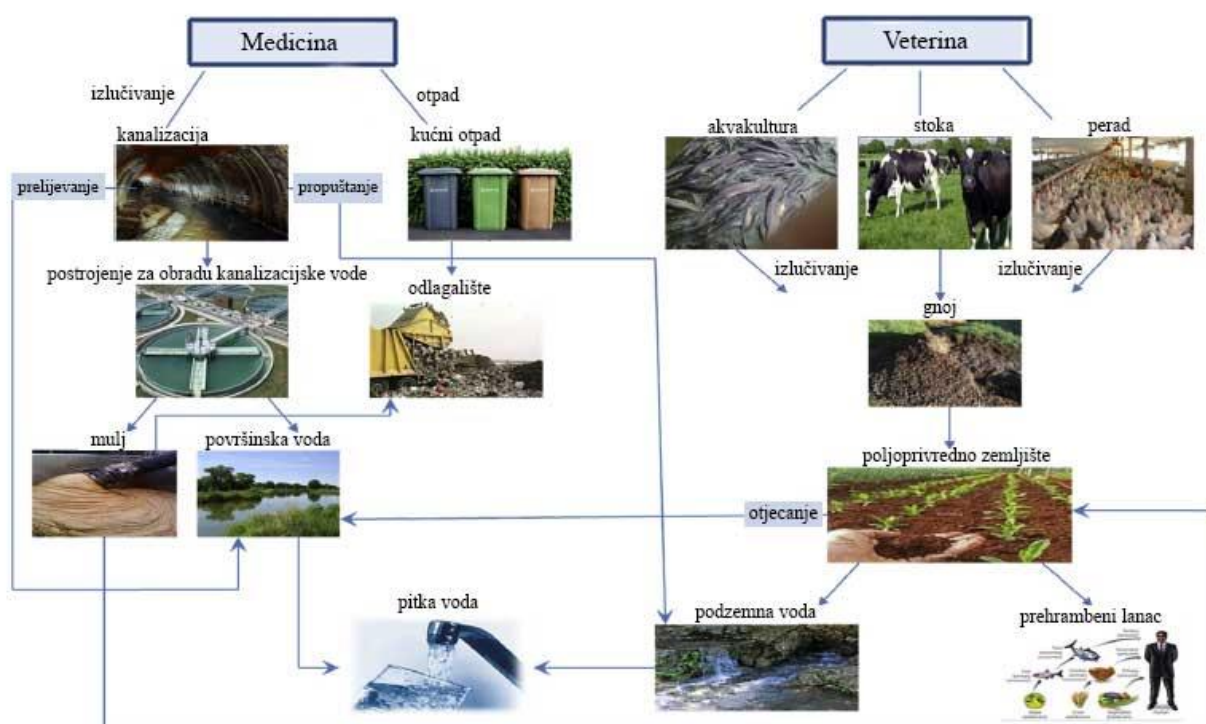 Medicina
Veterina
izlučivanje
otpad
kanalizacija
kućni otpad
akvakultura
stoka
perad
prelijevanje
propuštanje
izlučivanje
izlučivanje
postrojenje za obradu kanalizacijske vode
odlagalište
gnoj
mulj
površinska voda
poljoprivredno zemljište
otjecanje
pitka voda
podzemna voda
prehrambeni lanac